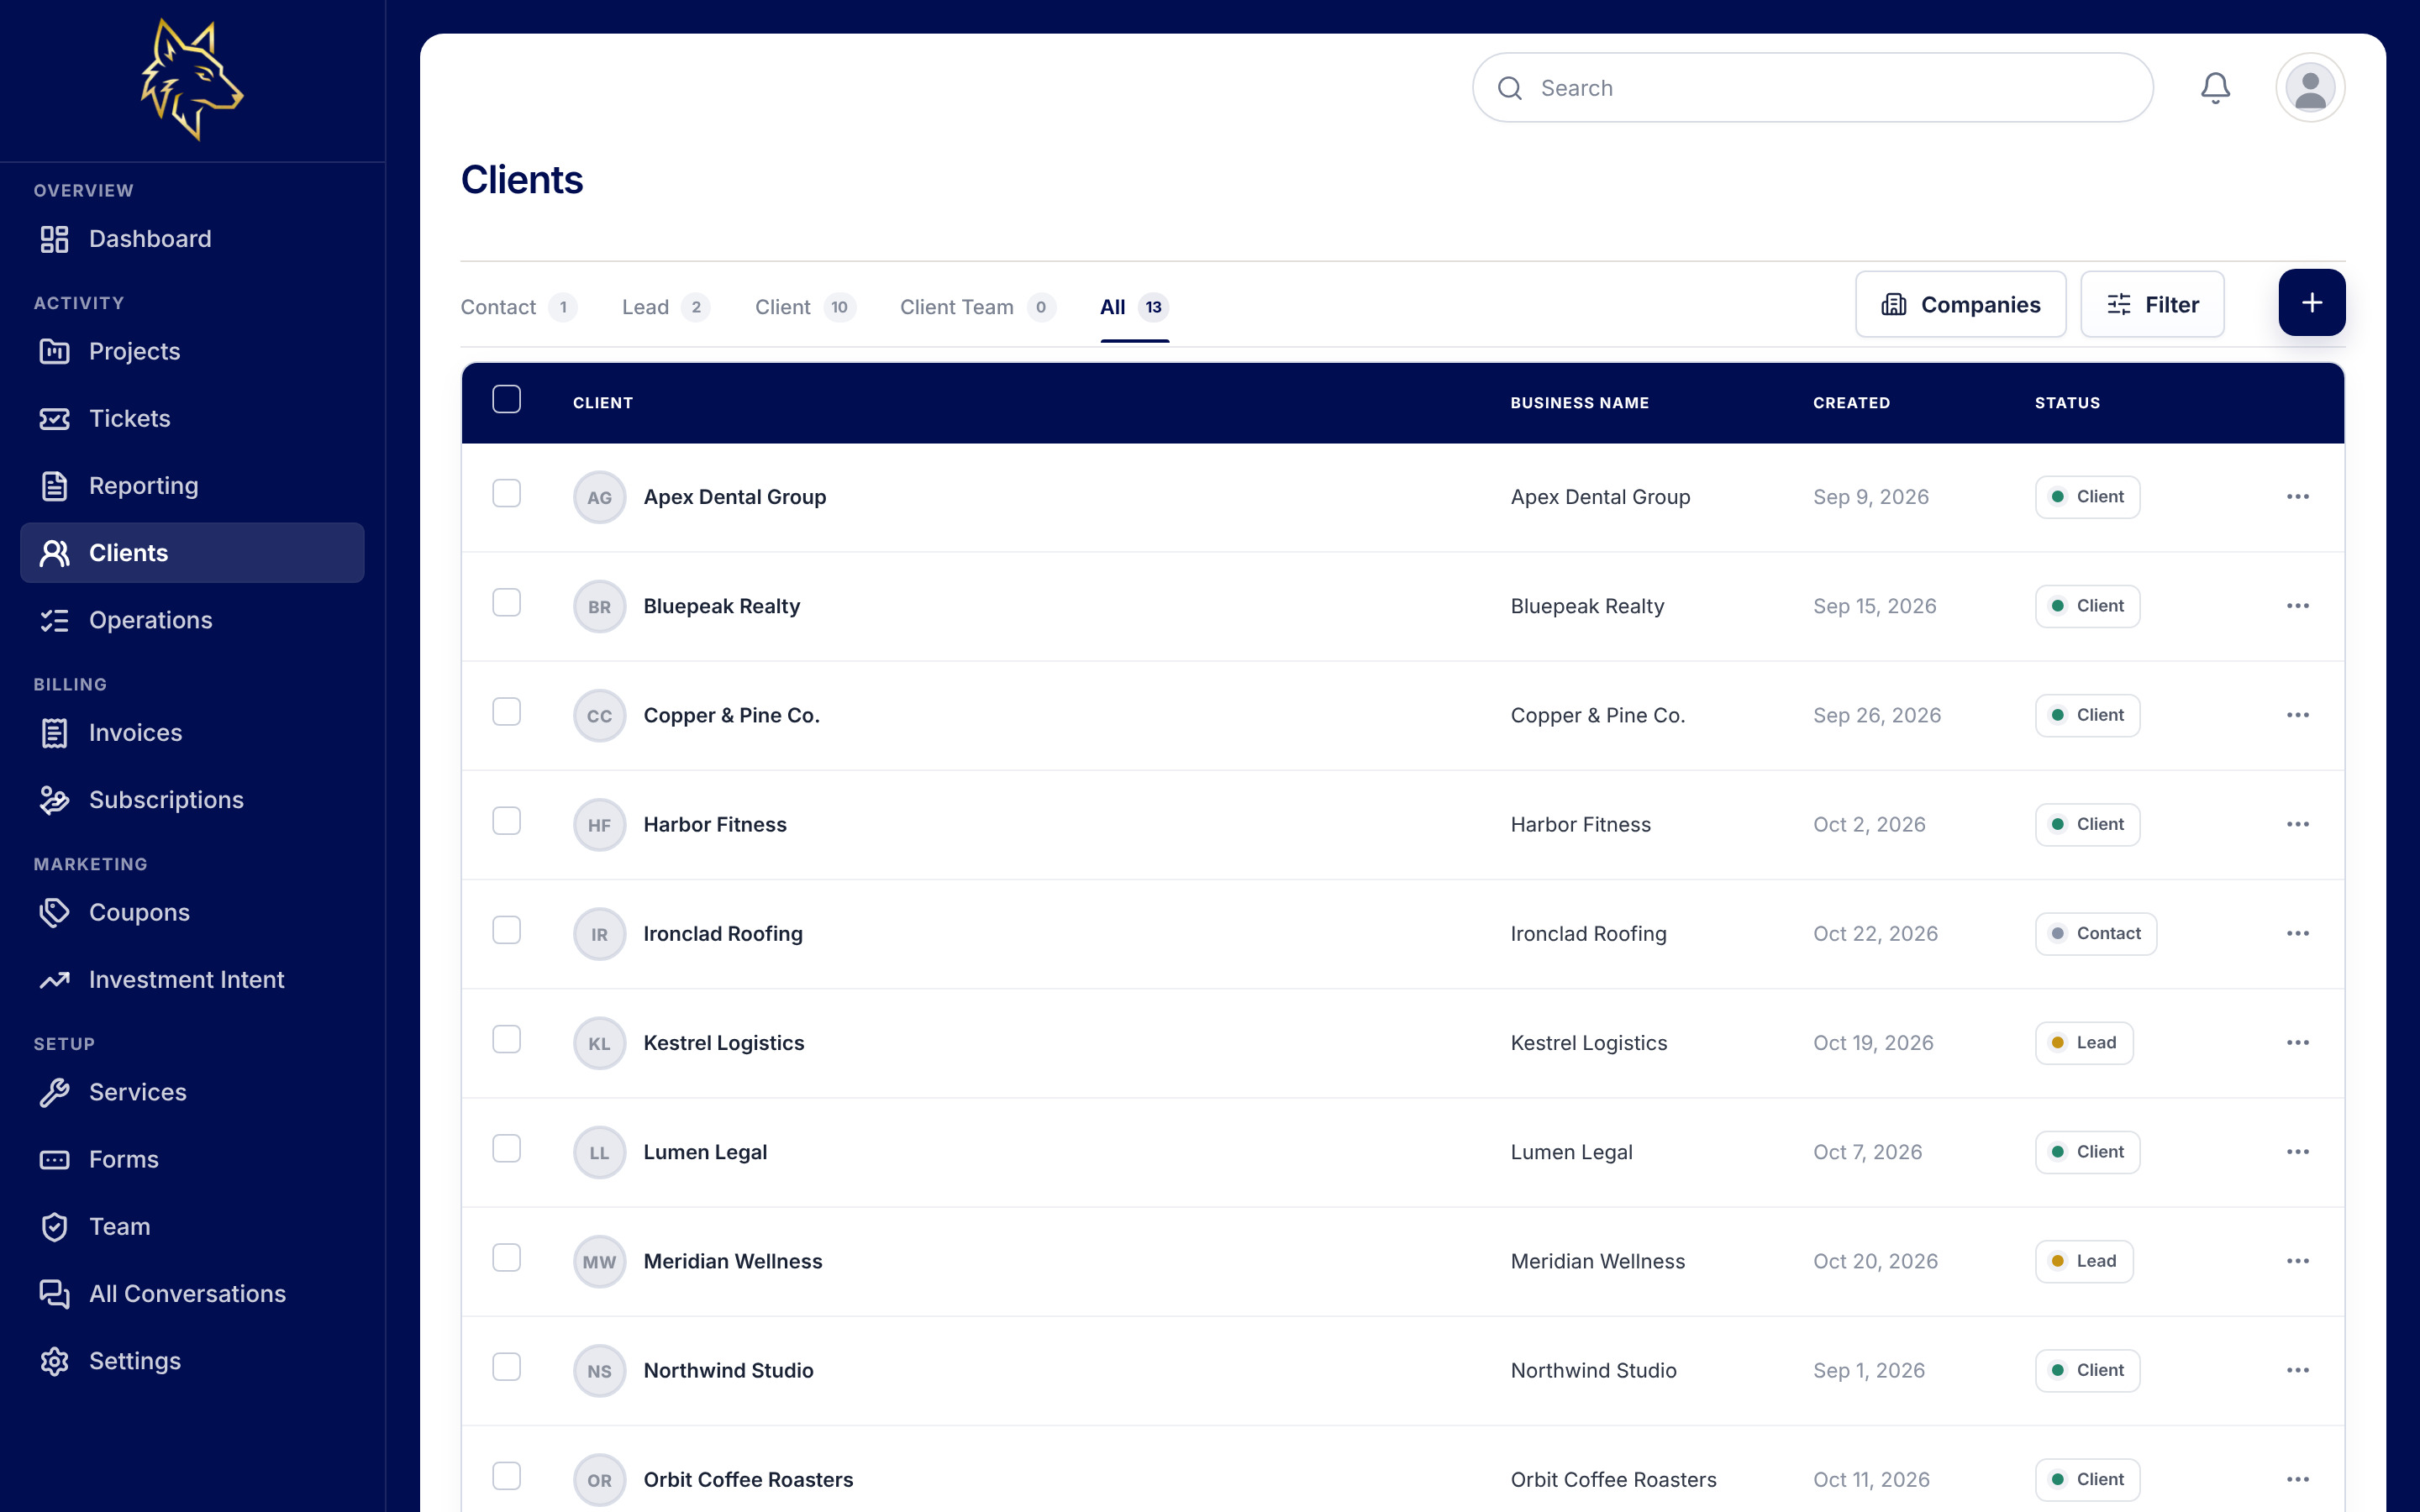 Search
OVERVIEW
Dashboard
ACTIVITY
Projects
Tickets
Reporting
Clients
Operations
BILLING
Invoices
Subscriptions
MARKETING
Coupons
Investment Intent
SETUP
Services
Forms
Team
All Conversations
Settings
Clients
Contact 1 Lead 2 Client 10 Client Team 0 All 13 Companies Filter
CLIENT BUSINESS NAME CREATED STATUS
AG Apex Dental Group Apex Dental Group Sep 9, 2026 Client
BR Bluepeak Realty Bluepeak Realty Sep 15, 2026 Client
CC Copper & Pine Co. Copper & Pine Co. Sep 26, 2026 Client
HF Harbor Fitness Harbor Fitness Oct 2, 2026 Client
IR Ironclad Roofing Ironclad Roofing Oct 22, 2026 Contact
KL Kestrel Logistics Kestrel Logistics Oct 19, 2026 Lead
LL Lumen Legal Lumen Legal Oct 7, 2026 Client
MW Meridian Wellness Meridian Wellness Oct 20, 2026 Lead
NS Northwind Studio Northwind Studio Sep 1, 2026 Client
OR Orbit Coffee Roasters Orbit Coffee Roasters Oct 11, 2026 Client